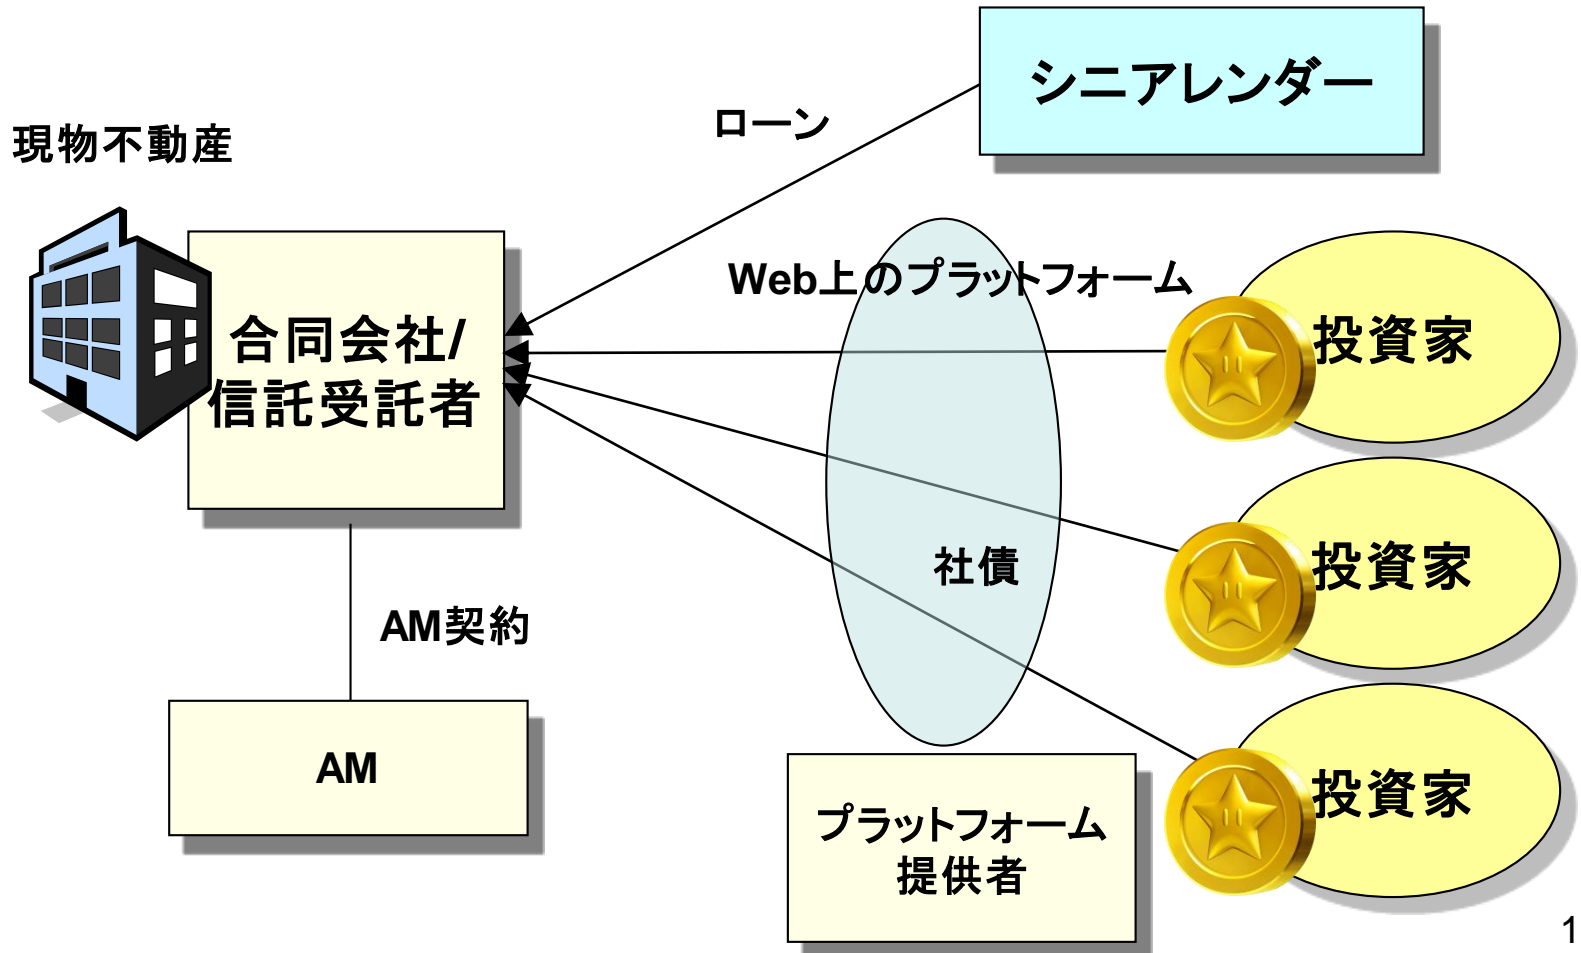 シニアレンダー
ローン
現物不動産
Web上のプラットフォーム
合同会社/
信託受託者
投資家
投資家
社債
AM契約
AM
投資家
プラットフォーム
提供者
1